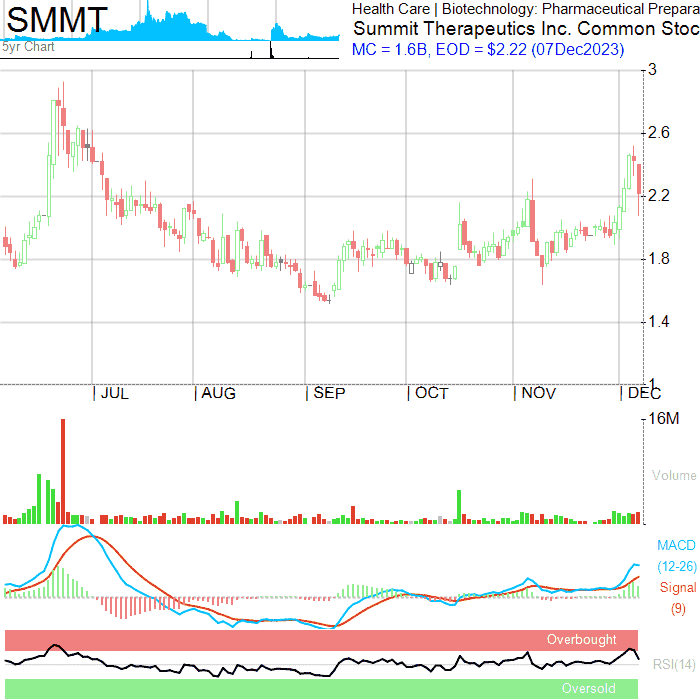 SMMT
5yr Chart
Health Care | Biotechnology: Pharmaceutical Prepara
Summit Therapeutics Inc. Common Stoc
MC = 1.6B, EOD = $2.22 (07Dec2023)
3
2.6
2.2
1.8
1.4
1
JUL AUG SEP OCT NOV DEC
16M
Volume
MACD
(12-26)
Signal
(9)
Overbought
RSI(14)
Oversold